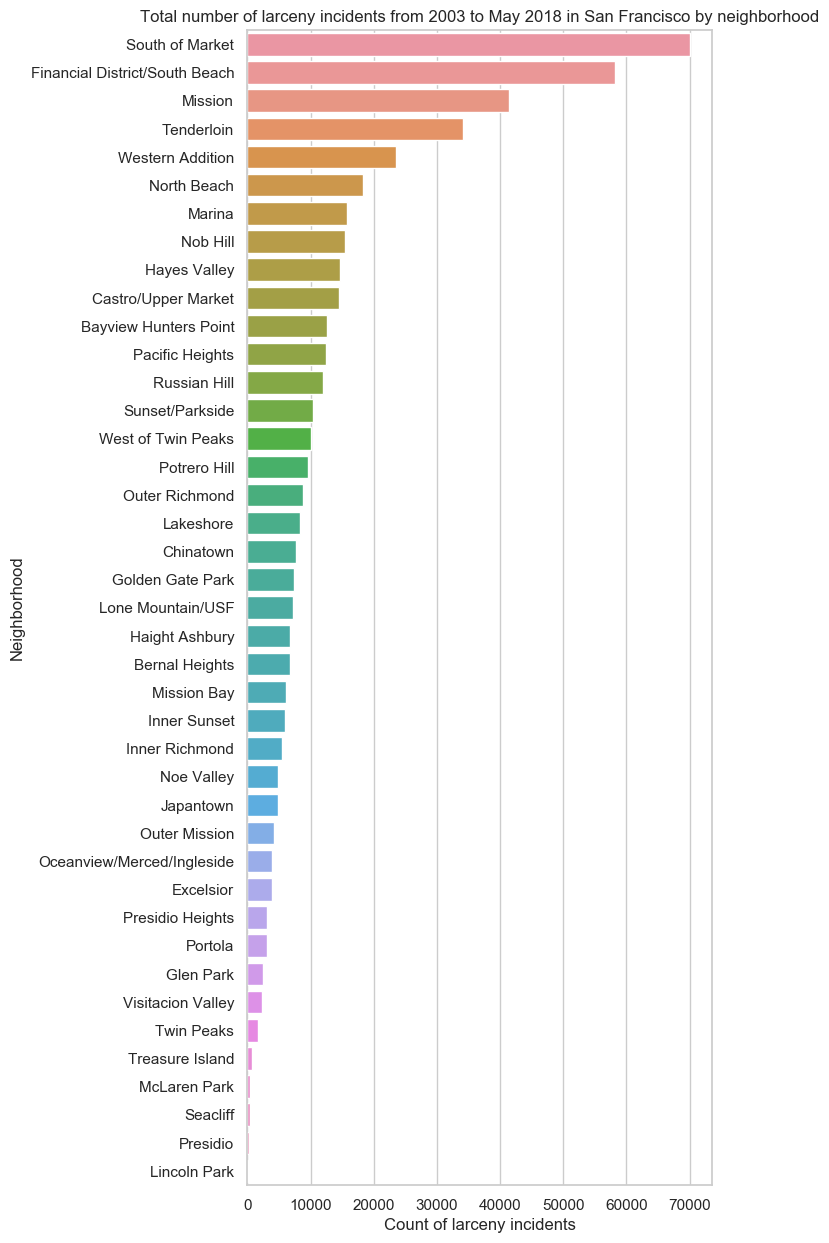 Total number of larceny incidents from 2003 to May 2018 in San Francisco by neighborhood
South of Market
Financial District/South Beach
Mission
Tenderloin
Western Addition
North Beach
Marina
Nob Hill
Hayes Valley
Castro/Upper Market
Bayview Hunters Point
Pacific Heights
Russian Hill
Sunset/Parkside
West of Twin Peaks
Potrero Hill
Outer Richmond
Lakeshore
Chinatown
Golden Gate Park
Lone Mountain/USF
Haight Ashbury
Bernal Heights
Mission Bay
Inner Sunset
Inner Richmond
Noe Valley
Japantown
Outer Mission
Oceanview/Merced/Ingleside
Excelsior
Presidio Heights
Portola
Glen Park
Visitacion Valley
Twin Peaks
Treasure Island
McLaren Park
Seacliff
Presidio
Lincoln Park
Neighborhood
0 10000 20000 30000 40000 50000 60000 70000
Count of larceny incidents